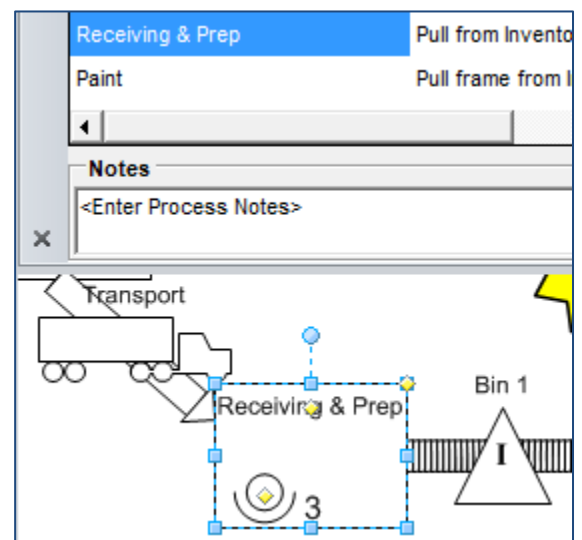 Receiving & Prep Pull from Invento
Paint Pull frame from I
Notes
<Enter Process Notes>
Transport
Receiving & Prep
Bin 1
I
3